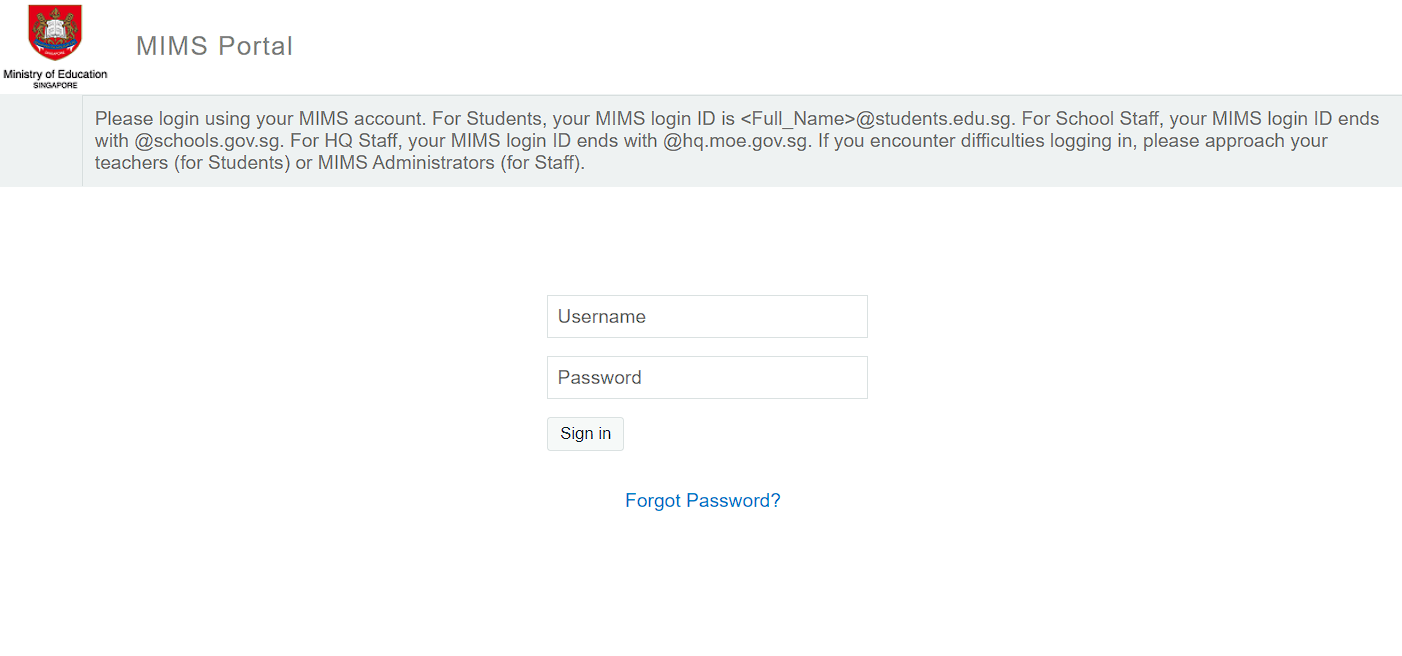 MIMS Portal
Ministry of Education
SINGAPORE
Please login using your MIMS account. For Students, your MIMS login ID is <Full_Name>@students.edu.sg. For School Staff, your MIMS login ID ends
with @schools.gov.sg. For HQ Staff, your MIMS login ID ends with @hq.moe.gov.sg. If you encounter difficulties logging in, please approach your
teachers (for Students) or MIMS Administrators (for Staff).
Username
Password
Sign in
Forgot Password?